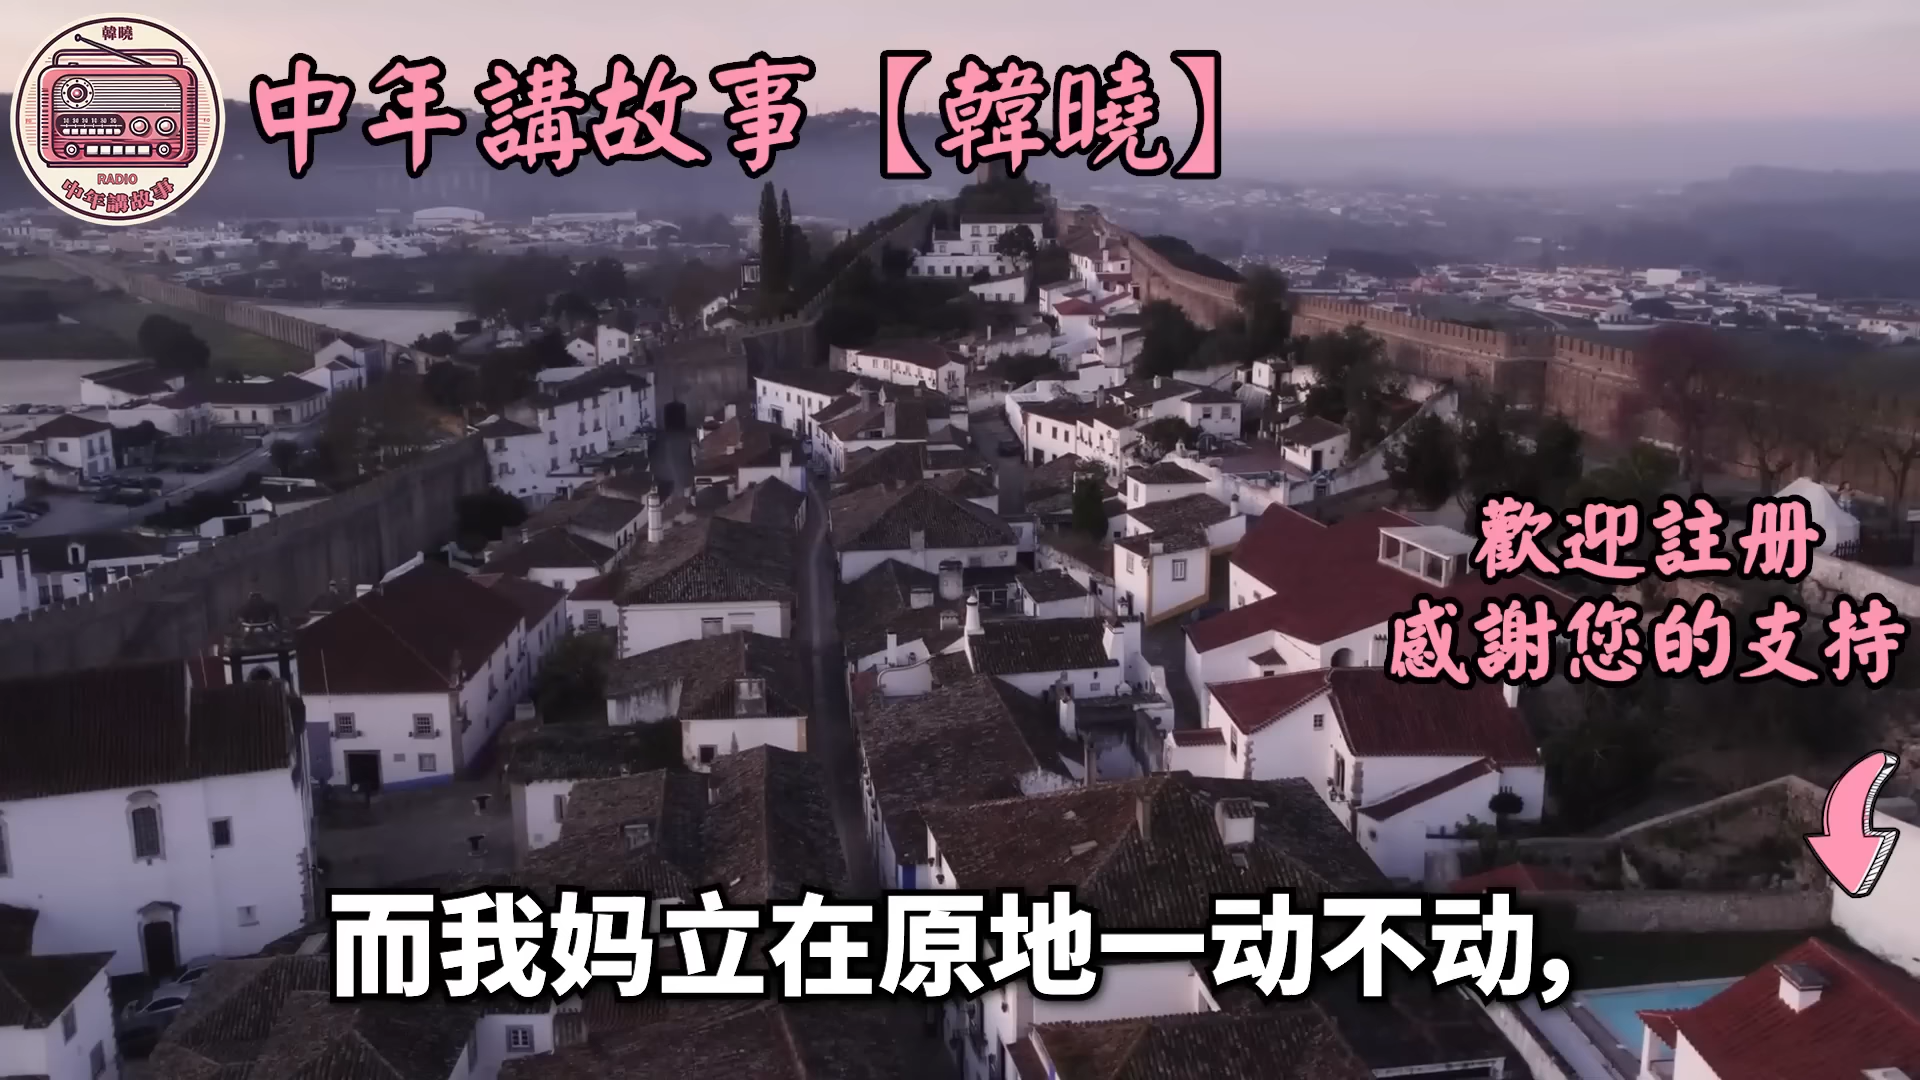 韓曉
中年講故事【韓曉】
RADIO
中年講故事
歡迎註册
感謝您的支持
而我妈立在原地一动不动,